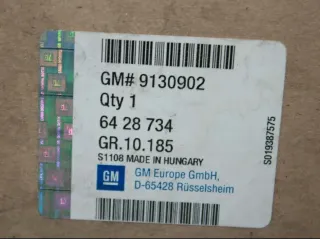 GM# 9130902
Qty 1
64 28 734
GR.10.185
S1108 MADE IN HUNGARY
GM
GM Europe GmbH,
D-65428 Rüsselsheim
S019387575